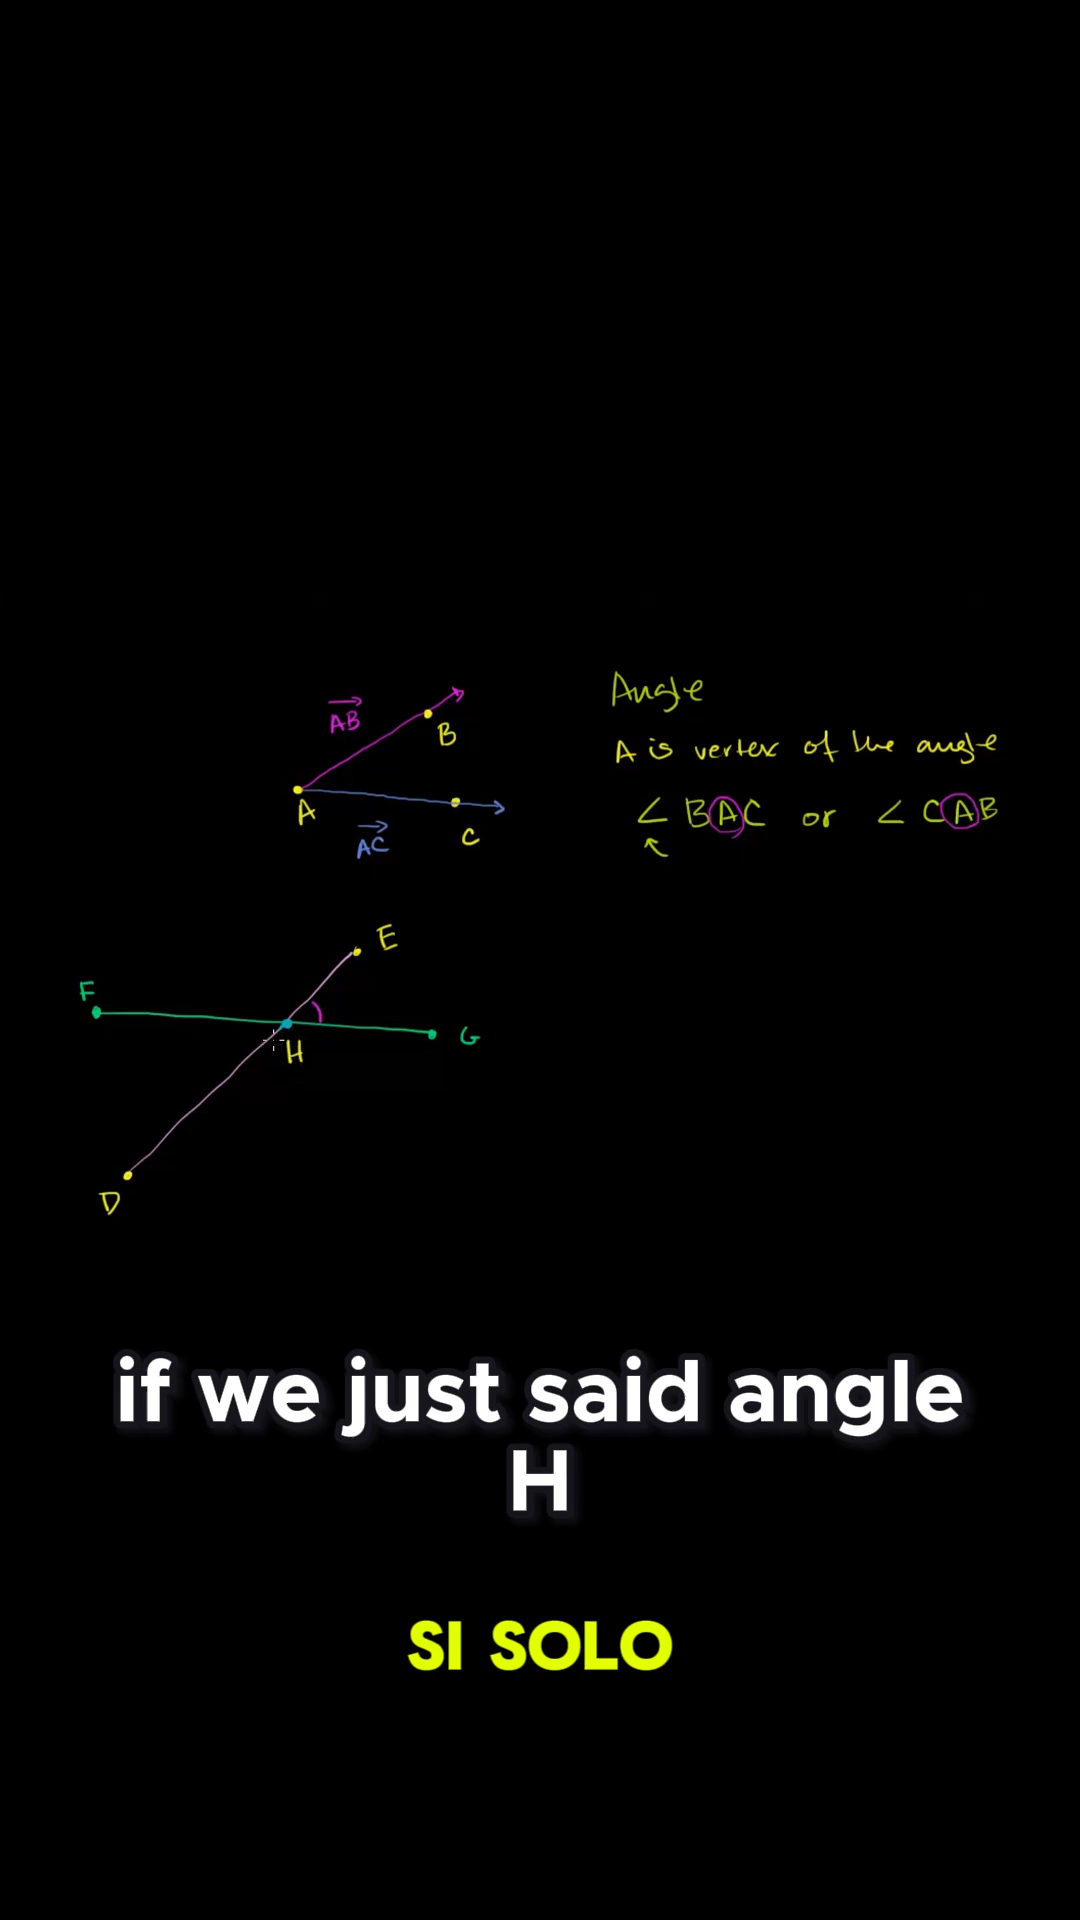 Angle
AB
B
A is vertex of the angle
A
C
AC
∠ BAC or ∠ CAB
E
F
G
H
D
if we just said angle
H
SI SOLO